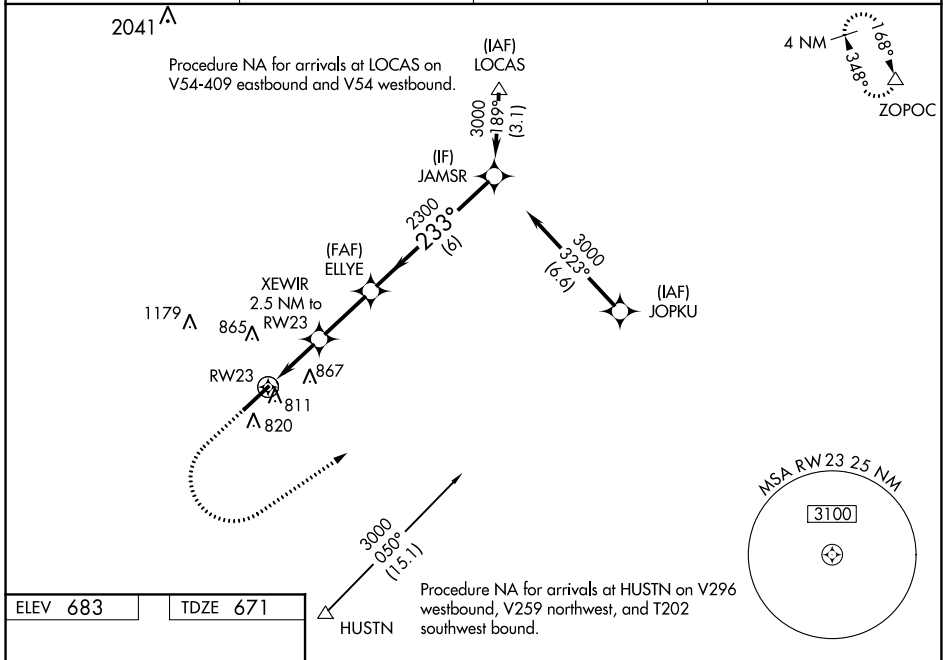 2041
Procedure NA for arrivals at LOCAS on
V54-409 eastbound and V54 westbound.
(IAF)
LOCAS
3000
189°
(3.1)
4 NM
168°
348°
ZOPOC
(IF)
JAMSR
2300
233°
(6)
(FAF)
ELLYE
3000
323°
(6.6)
(IAF)
JOPKU
XEWIR
2.5 NM to
RW23
1179
865
867
RW23
811
820
MSA RW23 25 NM
3100
3000
050°
(15.1)
HUSTN
Procedure NA for arrivals at HUSTN on V296
westbound, V259 northwest, and T202
southwest bound.
ELEV 683
TDZE 671